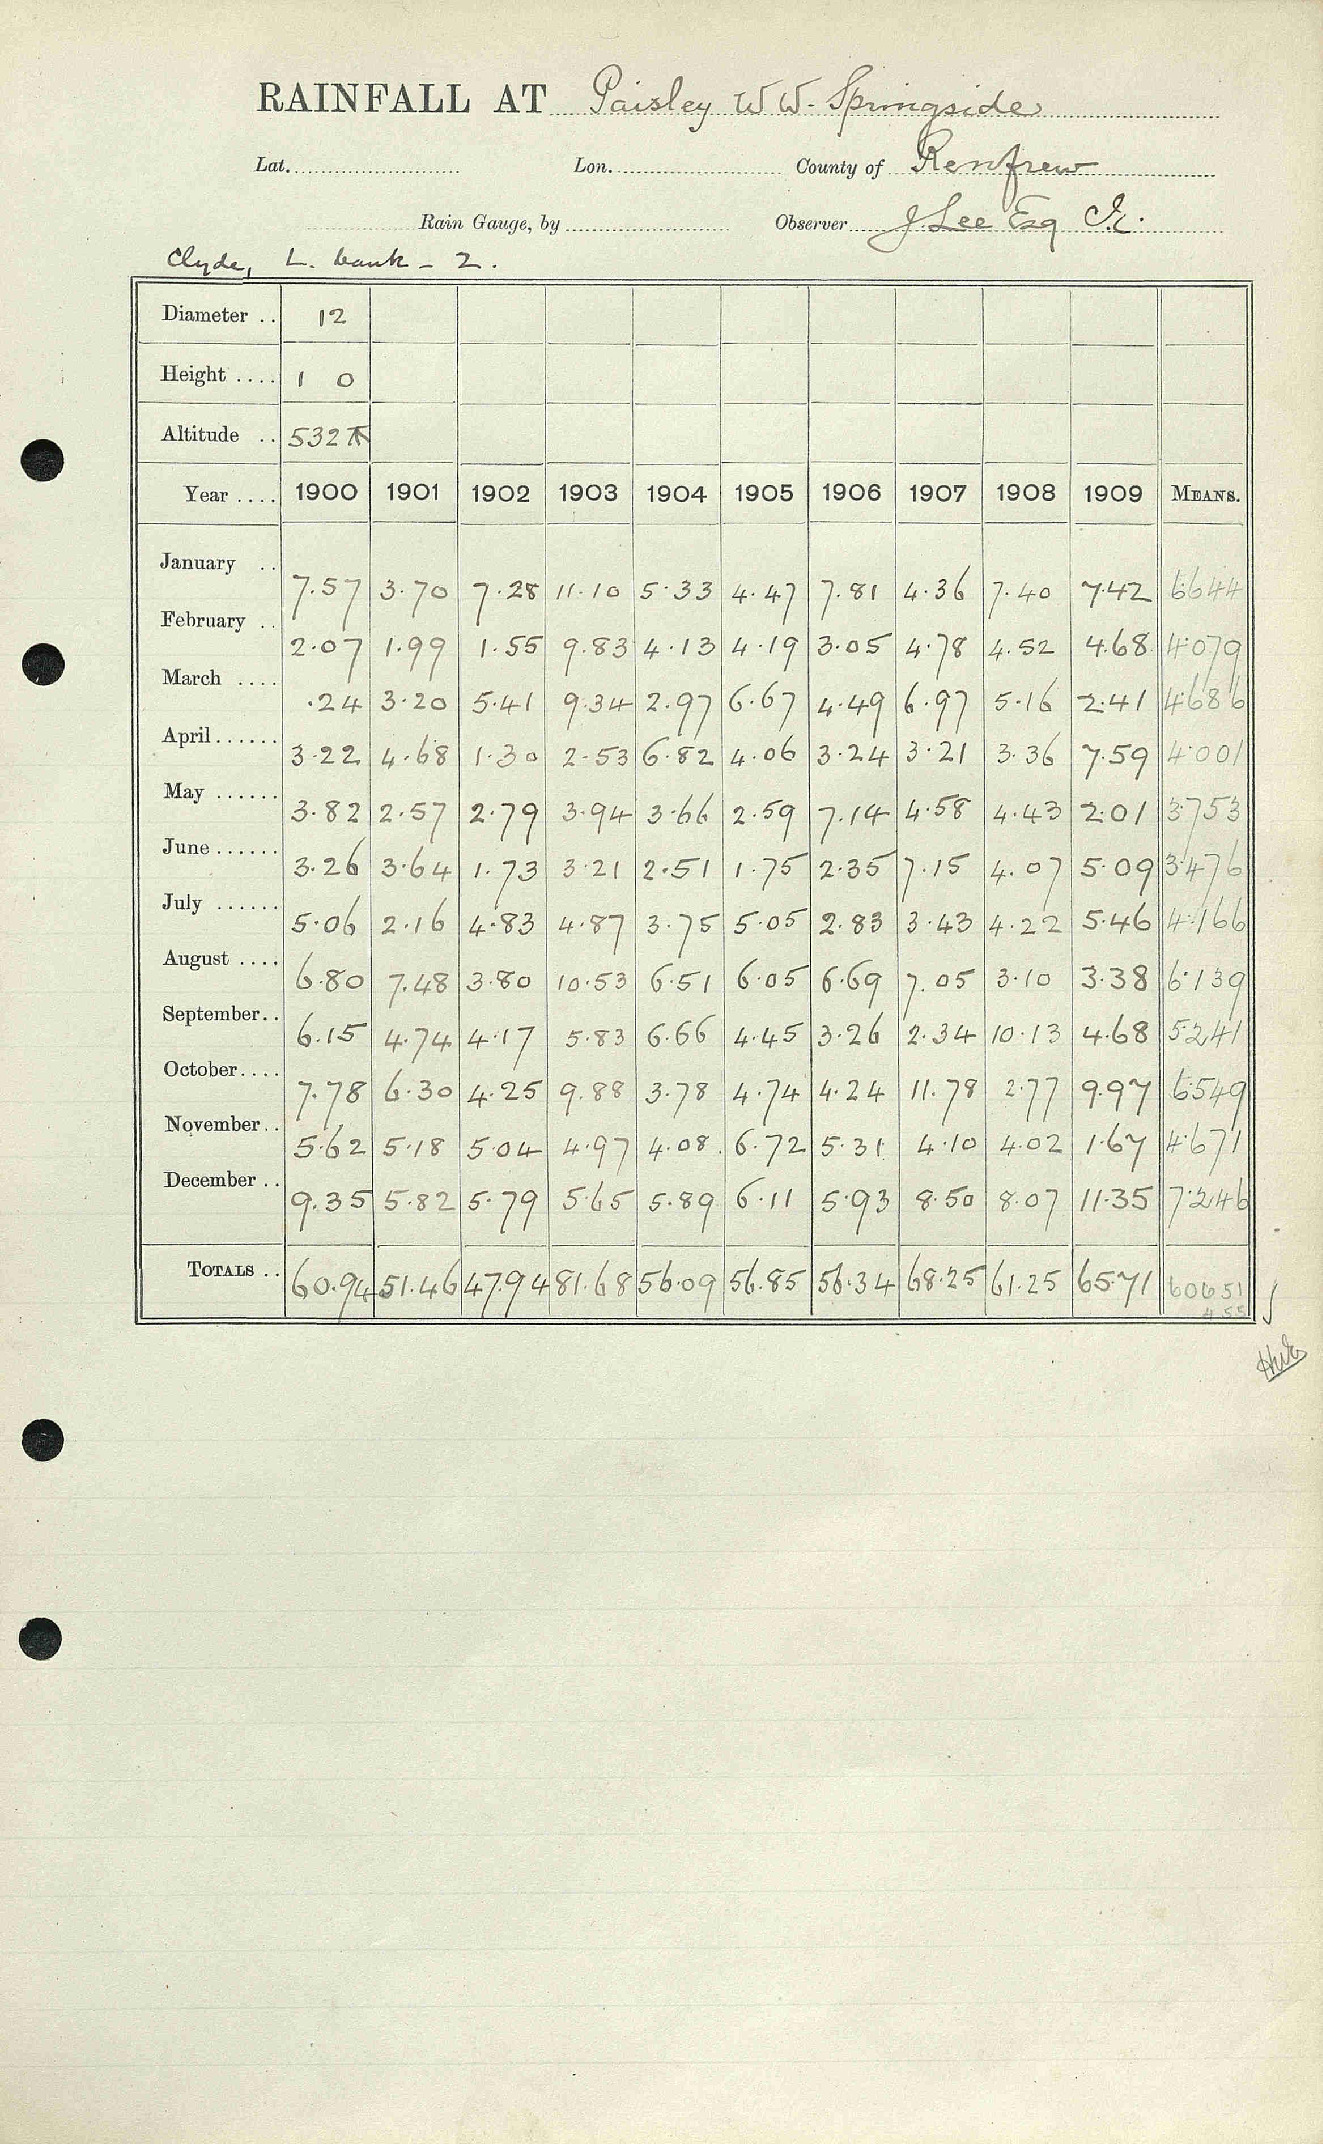 RAINFALL AT Paisley W W. Springside
Lat. Lon. County of Renfrew
Rain Gauge, by Observer J. Lee Esq
Clyde, L. bank - 2.
Diameter .. 12
Height .... 1 0
Altitude .. 532
Year .... 1900 1901 1902 1903 1904 1905 1906 1907 1908 1909 MEANS.
January .. 7.57 3.70 7.28 11.10 5.33 4.47 7.81 4.36 7.40 7.42 6.644
February .. 2.07 1.99 1.55 9.83 4.13 4.19 3.05 4.78 4.52 4.68 4.079
March .... .24 3.20 5.41 9.34 2.97 6.67 4.49 6.97 5.16 2.41 4.686
April...... 3.22 4.68 1.30 2.53 6.82 4.06 3.24 3.21 3.36 7.59 4.001
May ...... 3.82 2.57 2.79 3.94 3.66 2.59 7.14 4.58 4.43 2.01 3.753
June...... 3.26 3.64 1.73 3.21 2.51 1.75 2.35 7.15 4.07 5.09 3.476
July ...... 5.06 2.16 4.83 4.87 3.75 5.05 2.83 3.43 4.22 5.46 4.166
August .... 6.80 7.48 3.80 10.53 6.51 6.05 6.69 7.05 3.10 3.38 6.139
September.. 6.15 4.74 4.17 5.83 6.66 4.45 3.26 2.34 10.13 4.68 5.241
October.... 7.78 6.30 4.25 9.88 3.78 4.74 4.24 11.78 2.77 9.97 6.549
November.. 5.62 5.18 5.04 4.97 4.08 6.72 5.31 4.10 4.02 1.67 4.671
December .. 9.35 5.82 5.79 5.65 5.89 6.11 5.93 8.50 8.07 11.35 7.246
TOTALS .. 60.94 51.46 47.94 81.68 56.09 56.85 56.34 68.25 61.25 65.71 60651
4 55